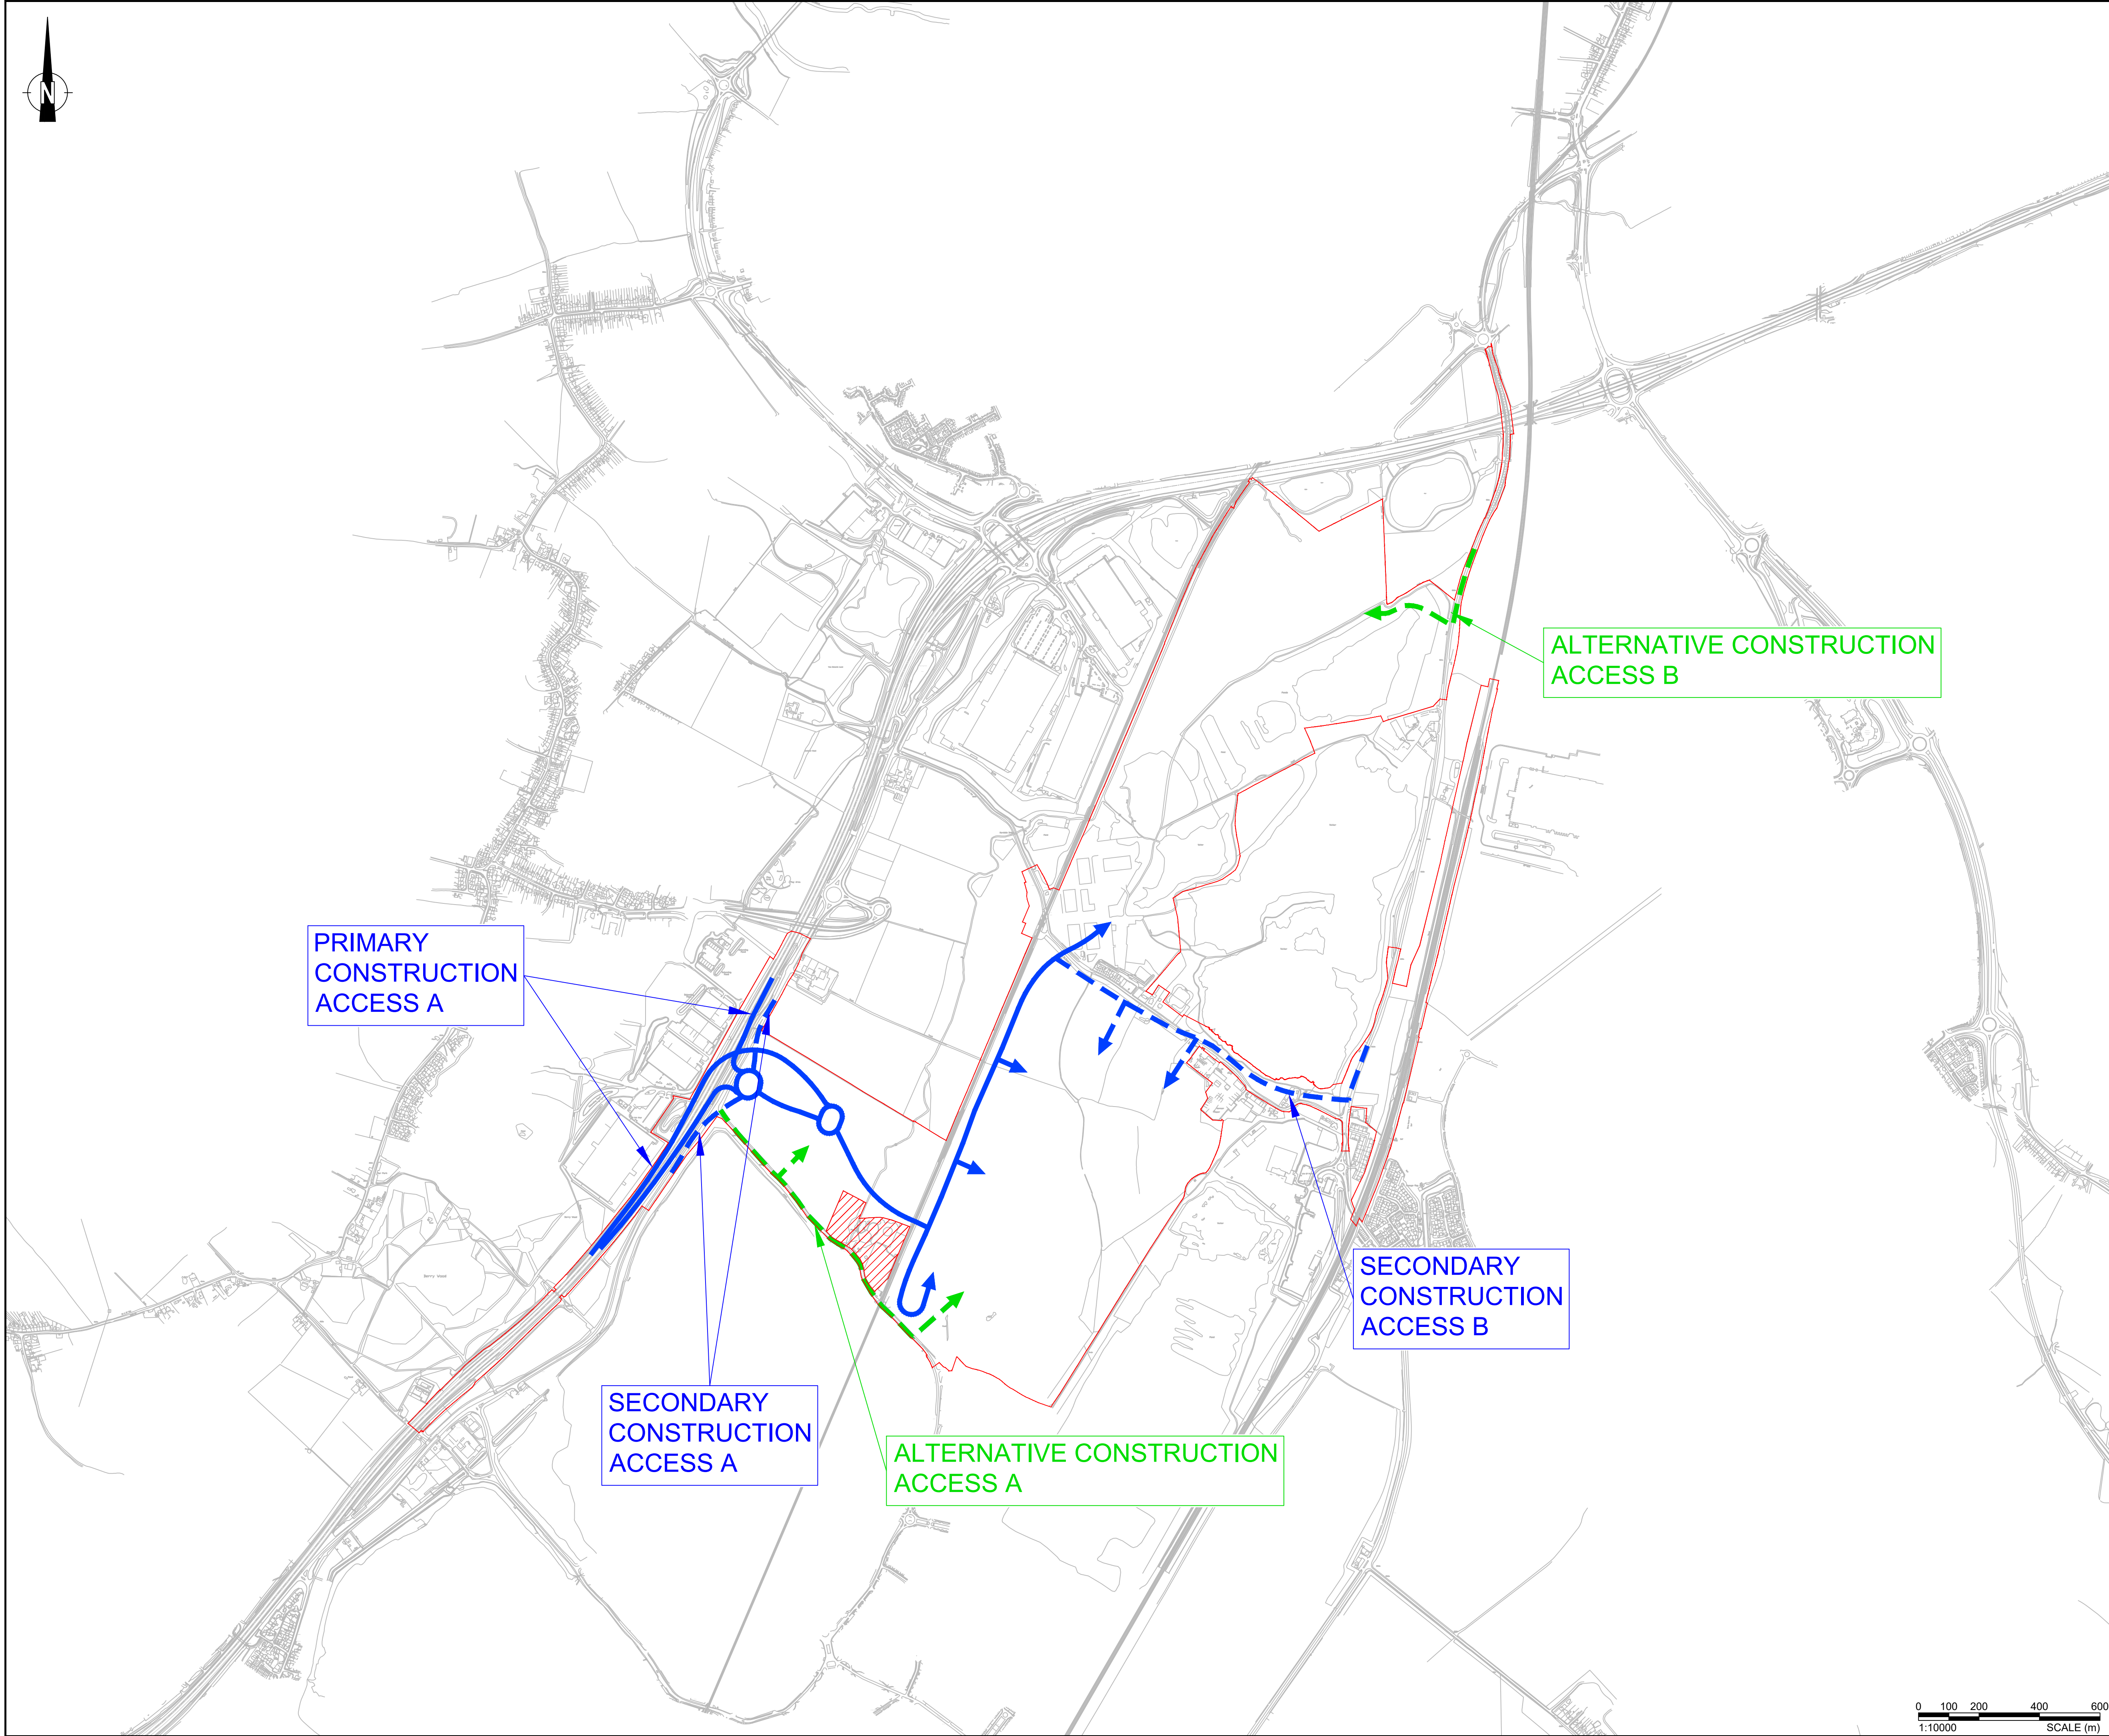 N
ALTERNATIVE CONSTRUCTION
ACCESS B
PRIMARY
CONSTRUCTION
ACCESS A
SECONDARY
CONSTRUCTION
ACCESS B
SECONDARY
CONSTRUCTION
ACCESS A
ALTERNATIVE CONSTRUCTION
ACCESS A
0 100 200 400 600
1:10000 SCALE (m)